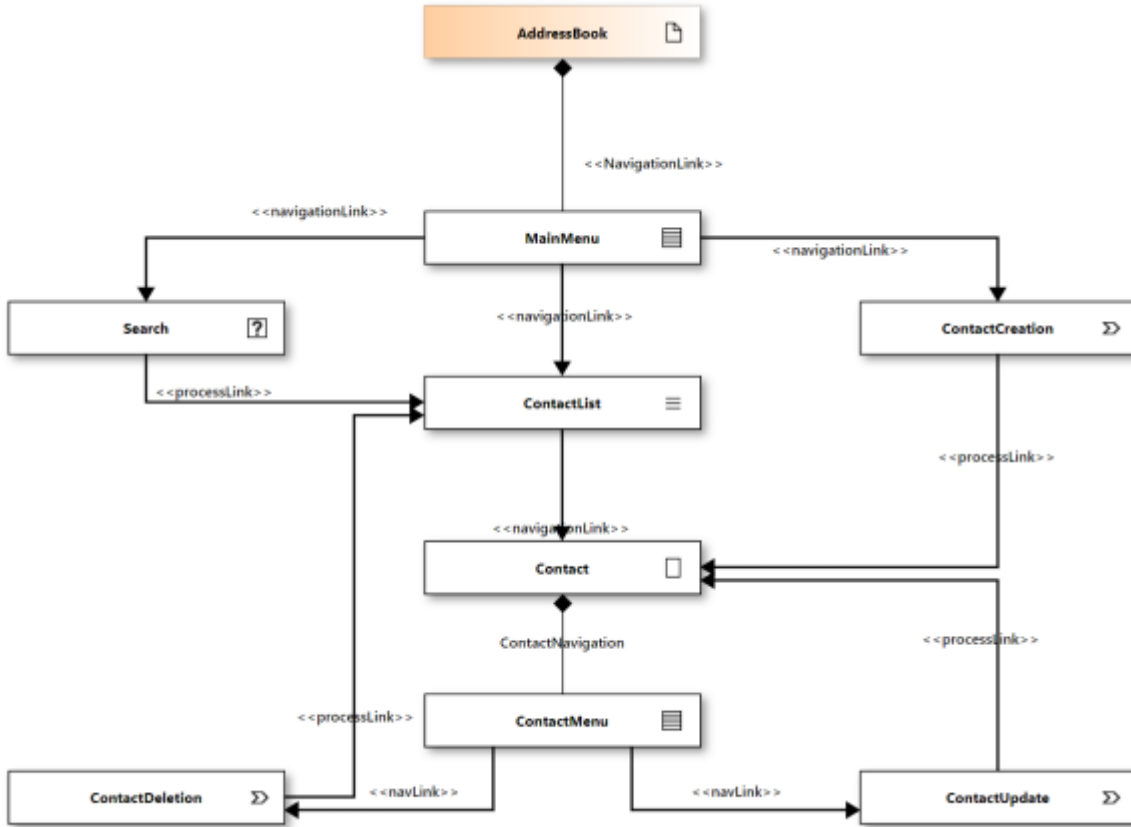 AddressBook
<<NavigationLink>>
<<navigationLink>>
MainMenu
<<navigationLink>>
<<navigationLink>>
Search
?
ContactCreation
<<processLink>>
ContactList
<<processLink>>
<<navigationLink>>
Contact
ContactNavigation
<<processLink>>
<<processLink>>
ContactMenu
ContactDeletion
<<navLink>>
<<navLink>>
ContactUpdate